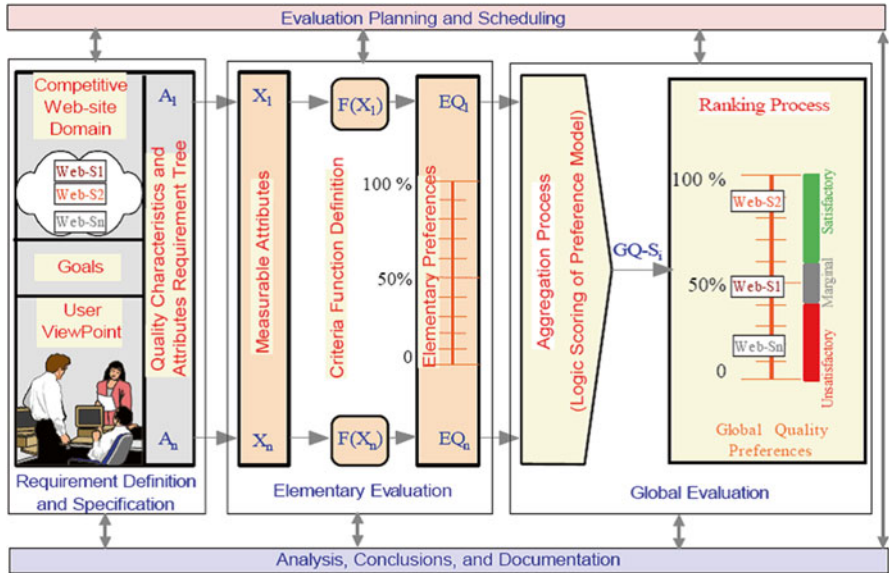 Evaluation Planning and Scheduling
Competitive
Web-site
Domain
Web-S1
Web-S2
Web-Sn
Goals
User
ViewPoint
A1
Quality Characteristics and
Attributes Requirement Tree
An
Requirement Definition
and Specification
X1
Measurable Attributes
Xn
F(X1)
Criteria Function Definition
F(Xn)
EQ1
100 %
50%
0
Elementary Preferences
EQn
Elementary Evaluation
Aggregation Process
(Logic Scoring of Preference Model)
GQ-Si
Ranking Process
100 %
50%
0
Web-S2
Web-S1
Web-Sn
Satisfactory
Marginal
Unsatisfactory
Global Quality
Preferences
Global Evaluation
Analysis, Conclusions, and Documentation